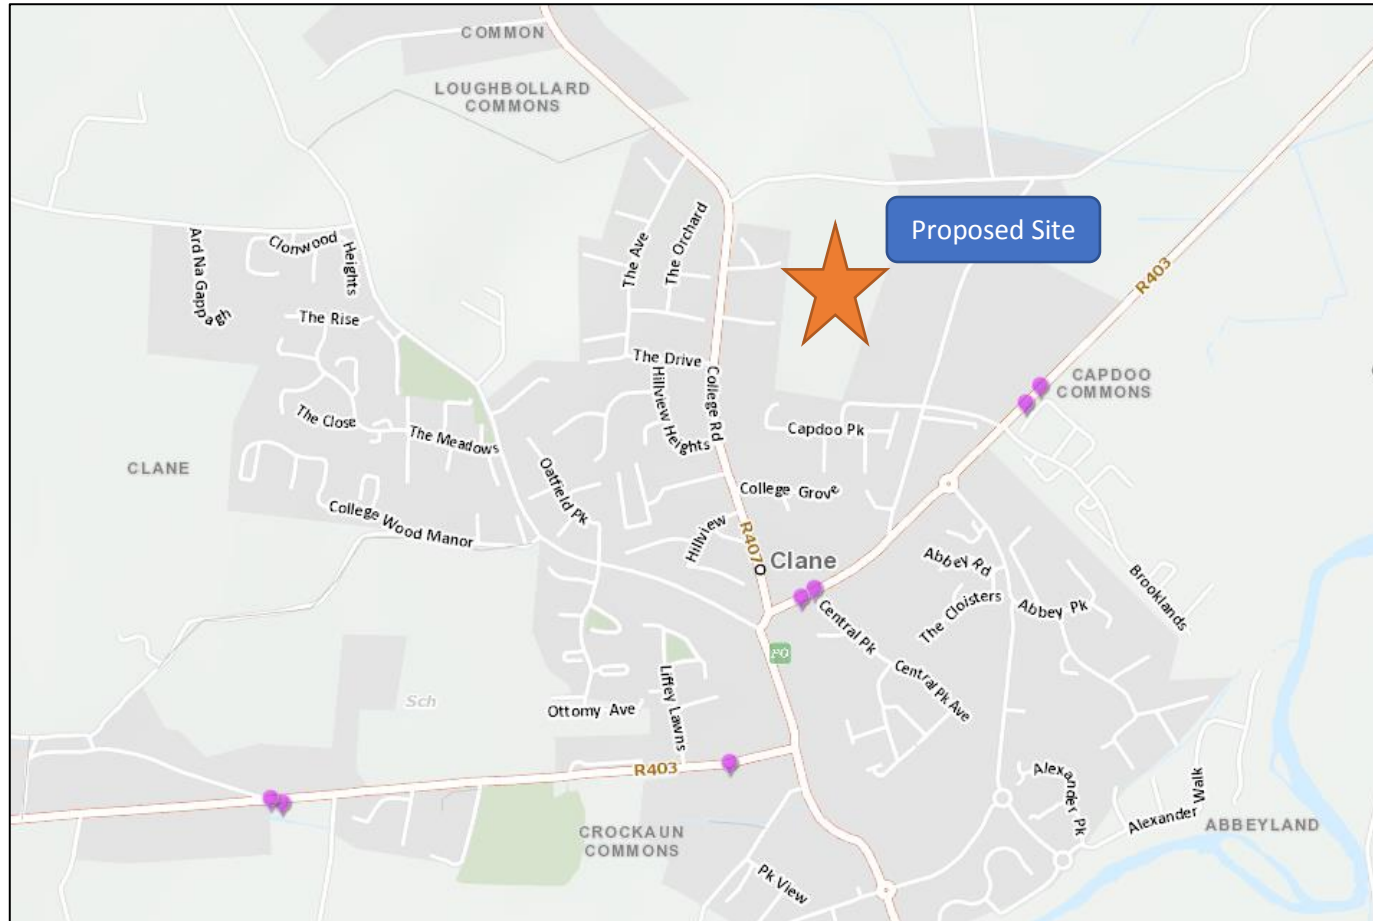 COMMON
LOUGHBOLLARD
COMMONS
Proposed Site
The Orchard
The Ave
Ard Na Gappagh
Clonwood
Heights
R403
The Rise
The Drive
College Rd
Hillview Heights
CAPDOO
COMMONS
The Close
The Meadows
Capdoo Pk
CLANE
Oatfield Pk
College Grove
College Wood Manor
Hillview
R407
Clane
Abbey Rd
The Cloisters
Abbey Pk
Brooklands
Central Pk
PO
Central Pk Ave
Sch
Liffey Lawns
Ottomy Ave
R403
Alexander Pk
Alexander Walk
ABBEYLAND
CROCKAUN
COMMONS
Pk View